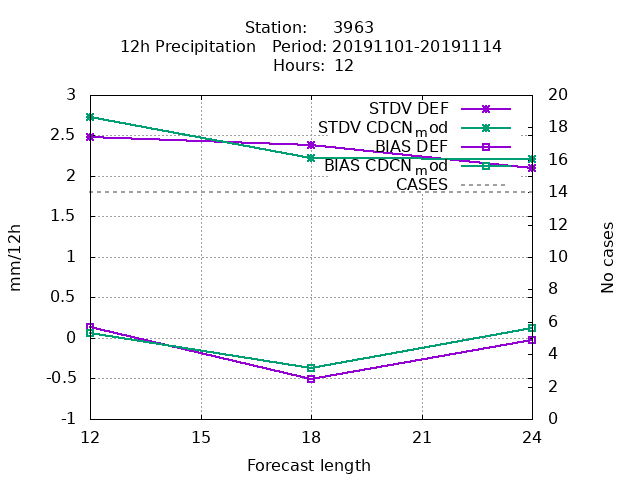 Station: 3963
12h Precipitation Period: 20191101-20191114
Hours: 12
3
2.5
2
1.5
1
0.5
0
-0.5
-1
20
18
16
14
12
10
8
6
4
2
0
STDV DEF
STDV CDCNmod
BIAS DEF
BIAS CDCNmod
CASES
mm/12h
No cases
12 15 18 21 24
Forecast length